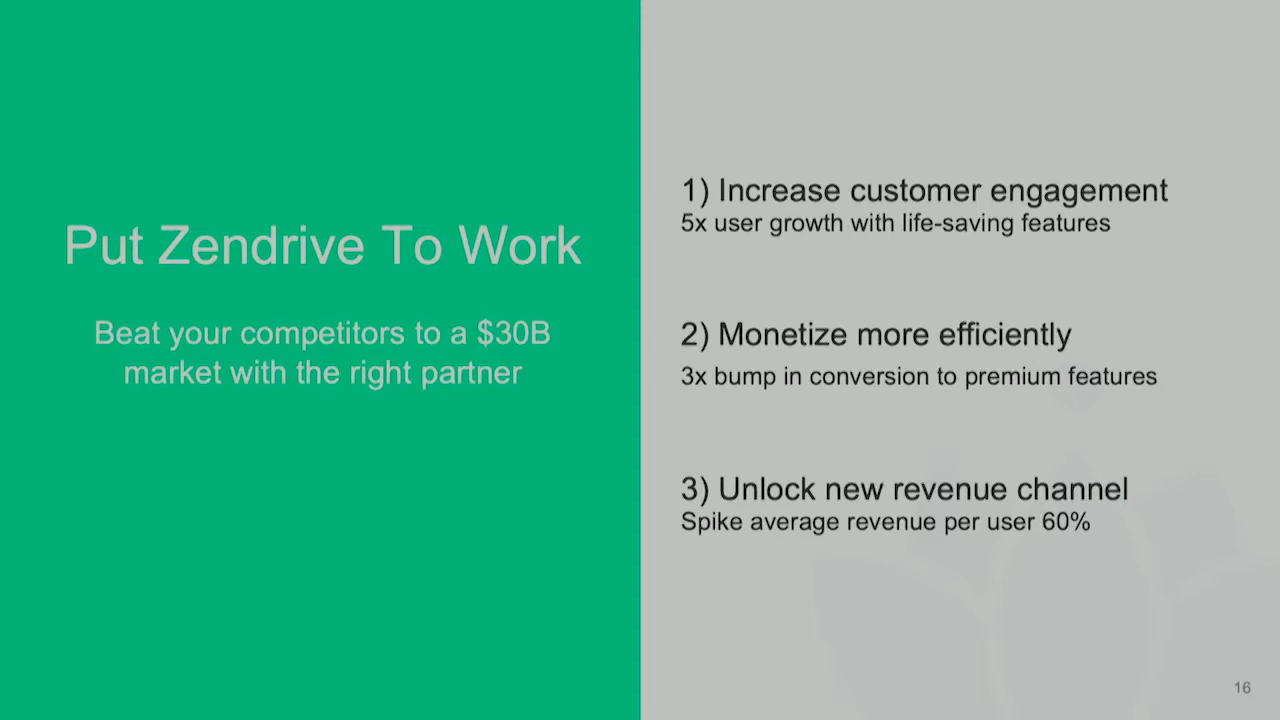 Put Zendrive To Work
Beat your competitors to a $30B
market with the right partner
1) Increase customer engagement
5x user growth with life-saving features
2) Monetize more efficiently
3x bump in conversion to premium features
3) Unlock new revenue channel
Spike average revenue per user 60%
16